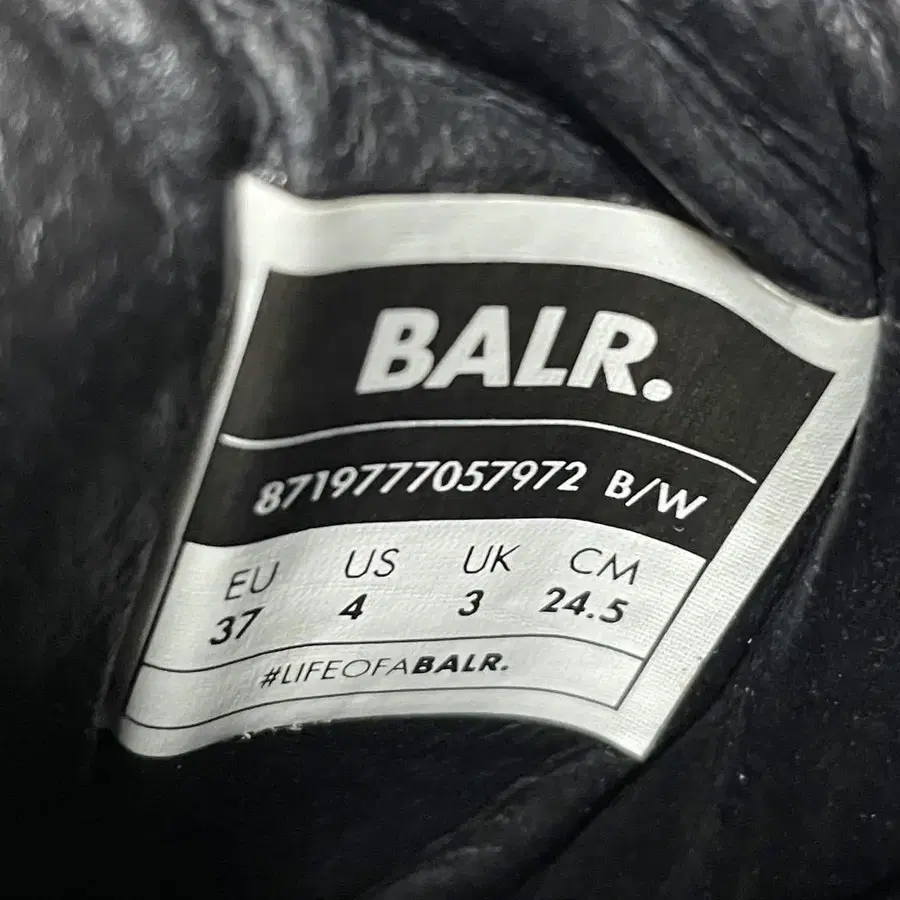 BALR.
8719777057972 B/W
EU US UK CM
37 4 3 24.5
#LIFEOFABALR.